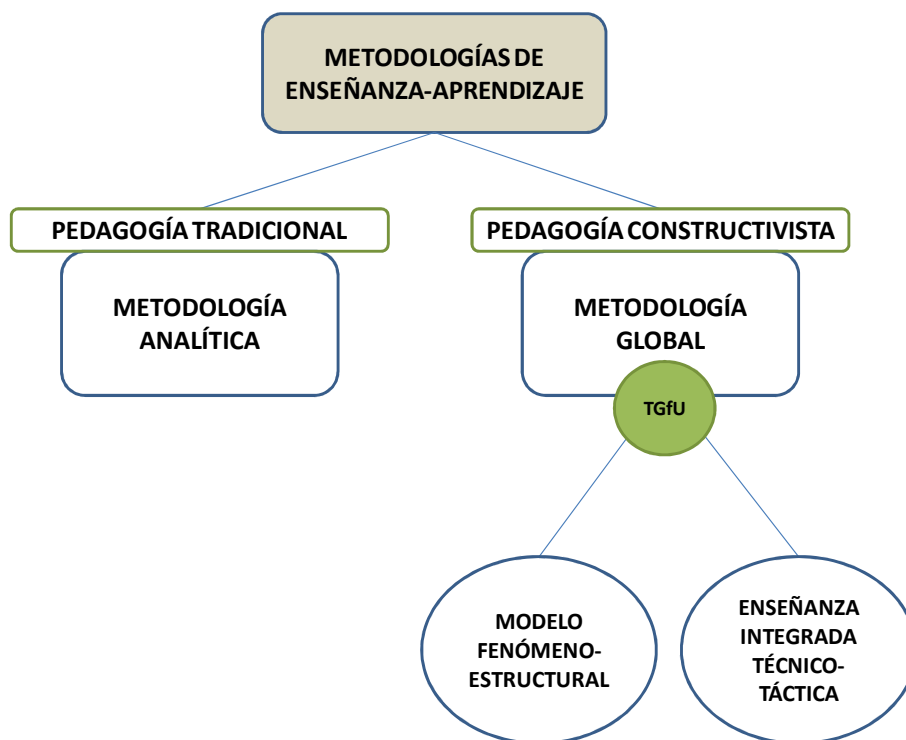 METODOLOGÍAS DE
ENSEÑANZA-APRENDIZAJE
PEDAGOGÍA TRADICIONAL
METODOLOGÍA
ANALÍTICA
PEDAGOGÍA CONSTRUCTIVISTA
METODOLOGÍA
GLOBAL
TGfU
MODELO
FENÓMENO-
ESTRUCTURAL
ENSEÑANZA
INTEGRADA
TÉCNICO-
TÁCTICA